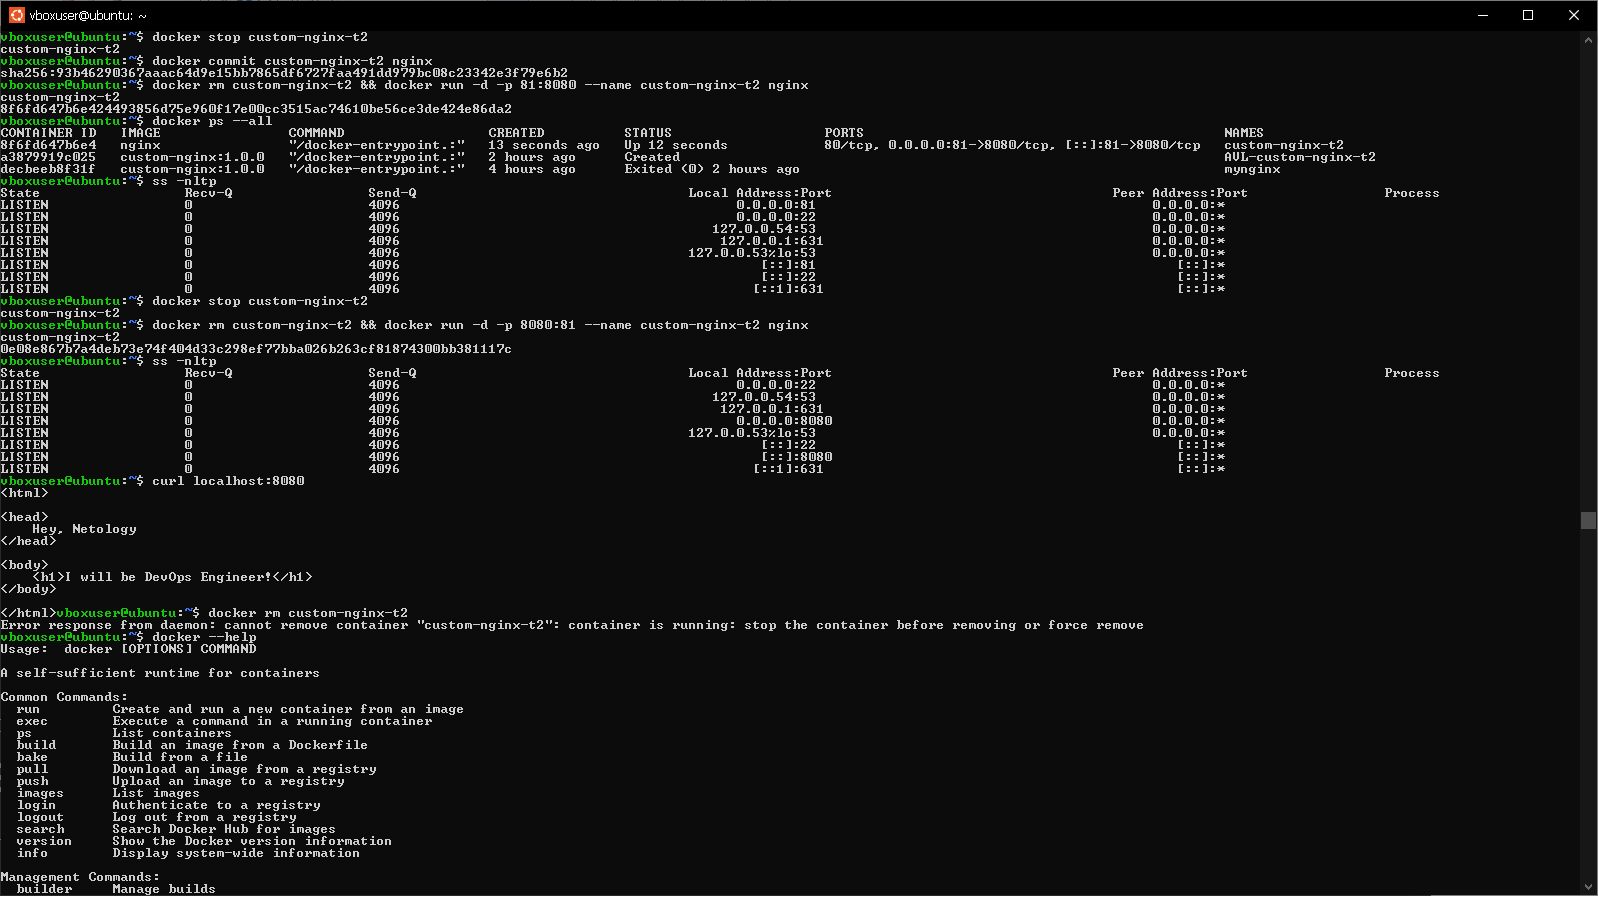 vboxuser@ubuntu: ~
vboxuser@ubuntu:~$ docker stop custom-nginx-t2
custom-nginx-t2
vboxuser@ubuntu:~$ docker commit custom-nginx-t2 nginx
sha256:93b46290367aaac64d9e15bb7865df6727faa491dd979bc08c23342e3f79e6b2
vboxuser@ubuntu:~$ docker rm custom-nginx-t2 && docker run -d -p 81:8080 --name custom-nginx-t2 nginx
custom-nginx-t2
8f6fd647b6e424493856d75e960f17e00cc3515ac74610be56ce3de424e86da2
vboxuser@ubuntu:~$ docker ps --all
CONTAINER ID   IMAGE                COMMAND                  CREATED          STATUS                   PORTS                                             NAMES
8f6fd647b6e4   nginx                "/docker-entrypoint.:"   13 seconds ago   Up 12 seconds            80/tcp, 0.0.0.0:81->8080/tcp, [::]:81->8080/tcp   custom-nginx-t2
a3879919c025   custom-nginx:1.0.0   "/docker-entrypoint.:"   2 hours ago      Created                                                                    AVL-custom-nginx-t2
decbeeb8f31f   custom-nginx:1.0.0   "/docker-entrypoint.:"   4 hours ago      Exited (0) 2 hours ago                                                     mynginx
vboxuser@ubuntu:~$ ss -nltp
State Recv-Q Send-Q Local Address:Port Peer Address:Port Process
LISTEN 0 4096 0.0.0.0:81 0.0.0.0:*
LISTEN 0 4096 0.0.0.0:22 0.0.0.0:*
LISTEN 0 4096 127.0.0.54:53 0.0.0.0:*
LISTEN 0 4096 127.0.0.1:631 0.0.0.0:*
LISTEN 0 4096 127.0.0.53%lo:53 0.0.0.0:*
LISTEN 0 4096 [::]:81 [::]:*
LISTEN 0 4096 [::]:22 [::]:*
LISTEN 0 4096 [::1]:631 [::]:*
vboxuser@ubuntu:~$ docker stop custom-nginx-t2
custom-nginx-t2
vboxuser@ubuntu:~$ docker rm custom-nginx-t2 && docker run -d -p 8080:81 --name custom-nginx-t2 nginx
custom-nginx-t2
0e08e867b7a4deb73e74f404d33c298ef77bba026b263cf81874300bb381117c
vboxuser@ubuntu:~$ ss -nltp
State Recv-Q Send-Q Local Address:Port Peer Address:Port Process
LISTEN 0 4096 0.0.0.0:22 0.0.0.0:*
LISTEN 0 4096 127.0.0.54:53 0.0.0.0:*
LISTEN 0 4096 127.0.0.1:631 0.0.0.0:*
LISTEN 0 4096 0.0.0.0:8080 0.0.0.0:*
LISTEN 0 4096 127.0.0.53%lo:53 0.0.0.0:*
LISTEN 0 4096 [::]:22 [::]:*
LISTEN 0 4096 [::]:8080 [::]:*
LISTEN 0 4096 [::1]:631 [::]:*
vboxuser@ubuntu:~$ curl localhost:8080
<html>
<head>
    Hey, Netology
</head>
<body>
    <h1>I will be DevOps Engineer!</h1>
</body>
</html>vboxuser@ubuntu:~$ docker rm custom-nginx-t2
Error response from daemon: cannot remove container "custom-nginx-t2": container is running: stop the container before removing or force remove
vboxuser@ubuntu:~$ docker --help
Usage:  docker [OPTIONS] COMMAND
A self-sufficient runtime for containers
Common Commands:
  run         Create and run a new container from an image
  exec        Execute a command in a running container
  ps          List containers
  build       Build an image from a Dockerfile
  bake        Build from a file
  pull        Download an image from a registry
  push        Upload an image to a registry
  images      List images
  login       Authenticate to a registry
  logout      Log out from a registry
  search      Search Docker Hub for images
  version     Show the Docker version information
  info        Display system-wide information
Management Commands:
  builder     Manage builds